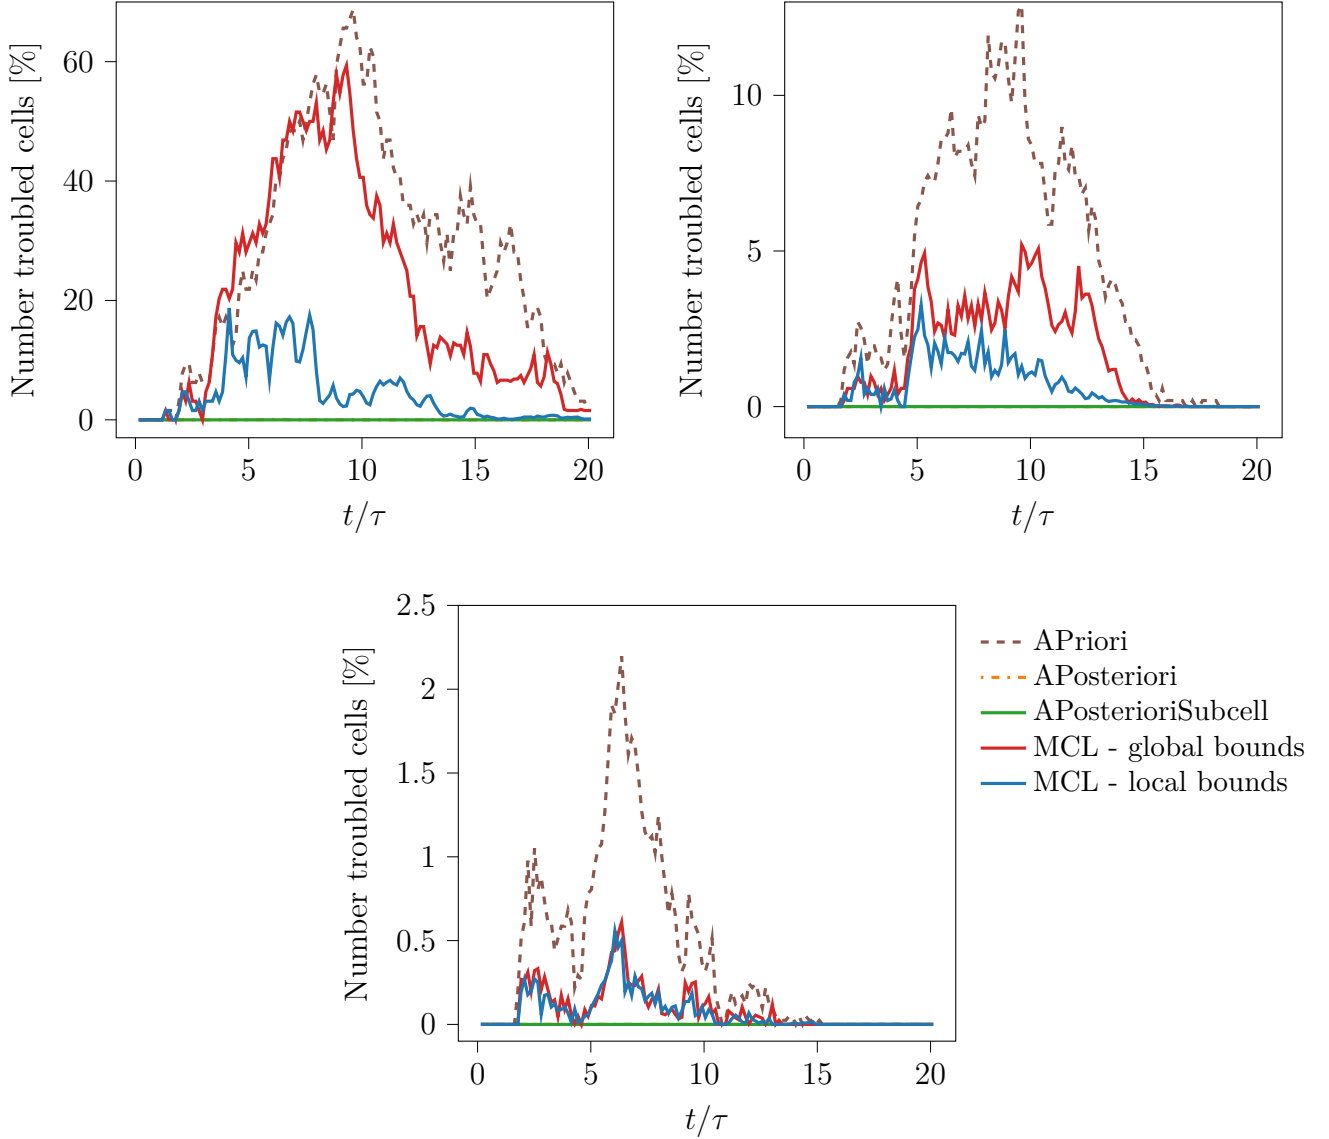 Number troubled cells [%]
60
40
20
0
0 5 10 15 20
t/τ
Number troubled cells [%]
10
5
0
0 5 10 15 20
t/τ
Number troubled cells [%]
2.5
2
1.5
1
0.5
0
0 5 10 15 20
t/τ
APriori
APosteriori
APosterioriSubcell
MCL - global bounds
MCL - local bounds